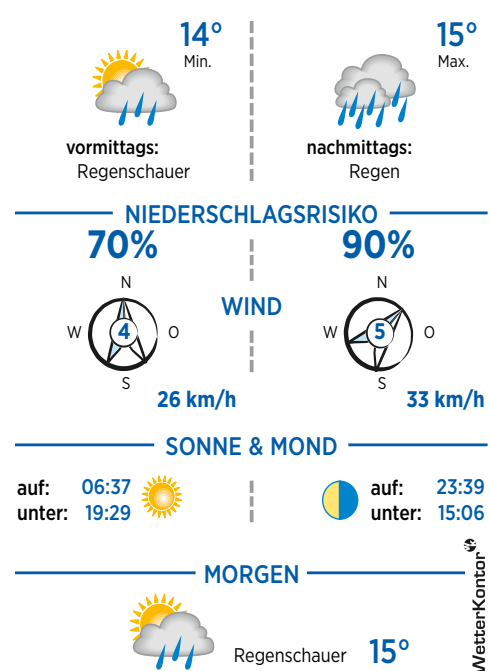 14°
Min.
vormittags:
Regenschauer
15°
Max.
nachmittags:
Regen
NIEDERSCHLAGSRISIKO
70%
90%
WIND
N
W
4
O
S
26 km/h
N
W
5
O
S
33 km/h
SONNE & MOND
auf: 06:37
unter: 19:29
auf: 23:39
unter: 15:06
MORGEN
Regenschauer 15°
WetterKontor